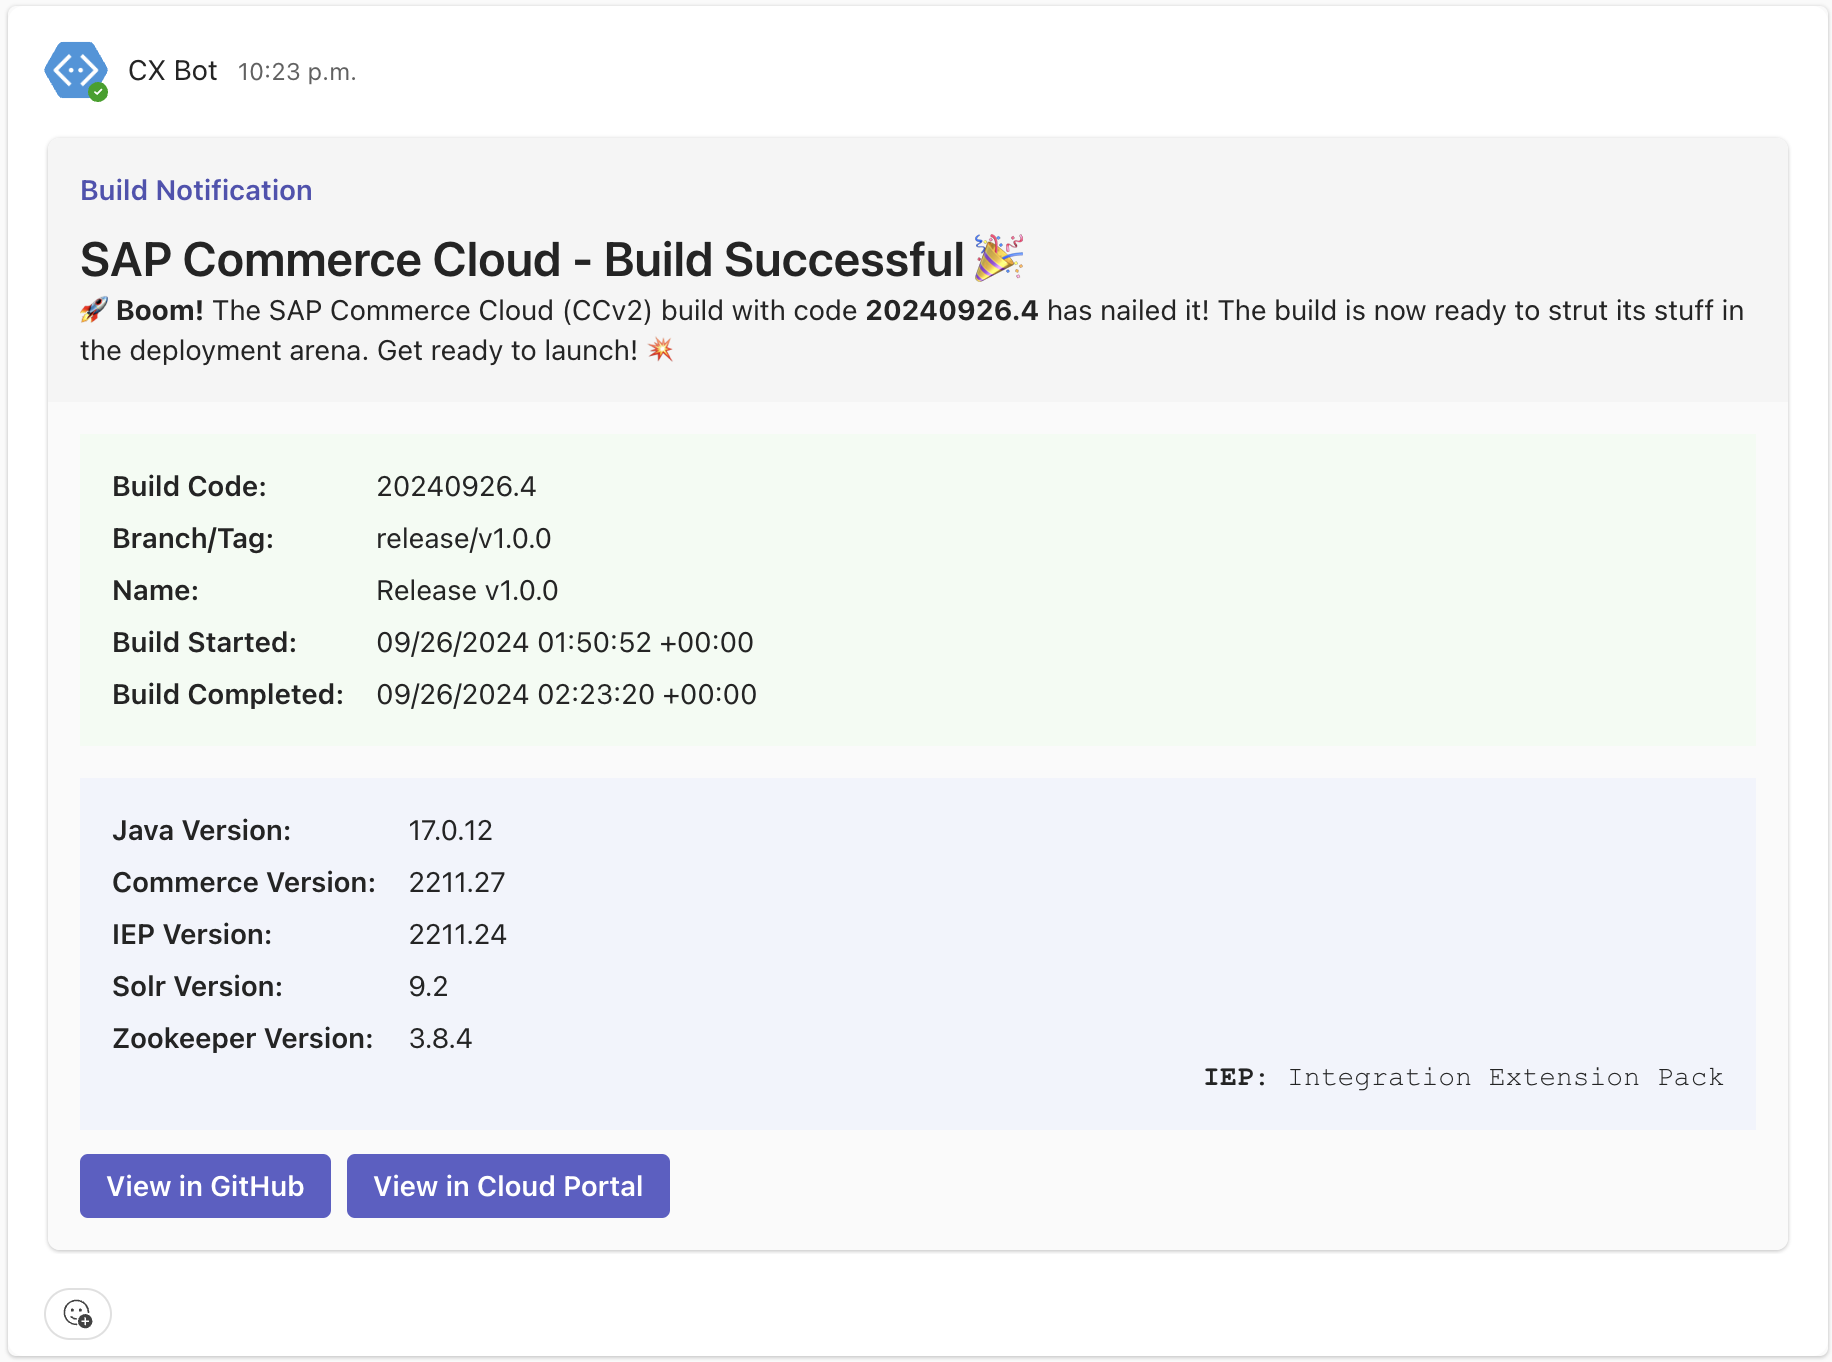 CX Bot 10:23 p.m.
Build Notification
SAP Commerce Cloud - Build Successful🎉
🚀 Boom! The SAP Commerce Cloud (CCv2) build with code 20240926.4 has nailed it! The build is now ready to strut its stuff in
the deployment arena. Get ready to launch! 💥
Build Code: 20240926.4
Branch/Tag: release/v1.0.0
Name: Release v1.0.0
Build Started: 09/26/2024 01:50:52 +00:00
Build Completed: 09/26/2024 02:23:20 +00:00
Java Version: 17.0.12
Commerce Version: 2211.27
IEP Version: 2211.24
Solr Version: 9.2
Zookeeper Version: 3.8.4
IEP: Integration Extension Pack
View in GitHub View in Cloud Portal